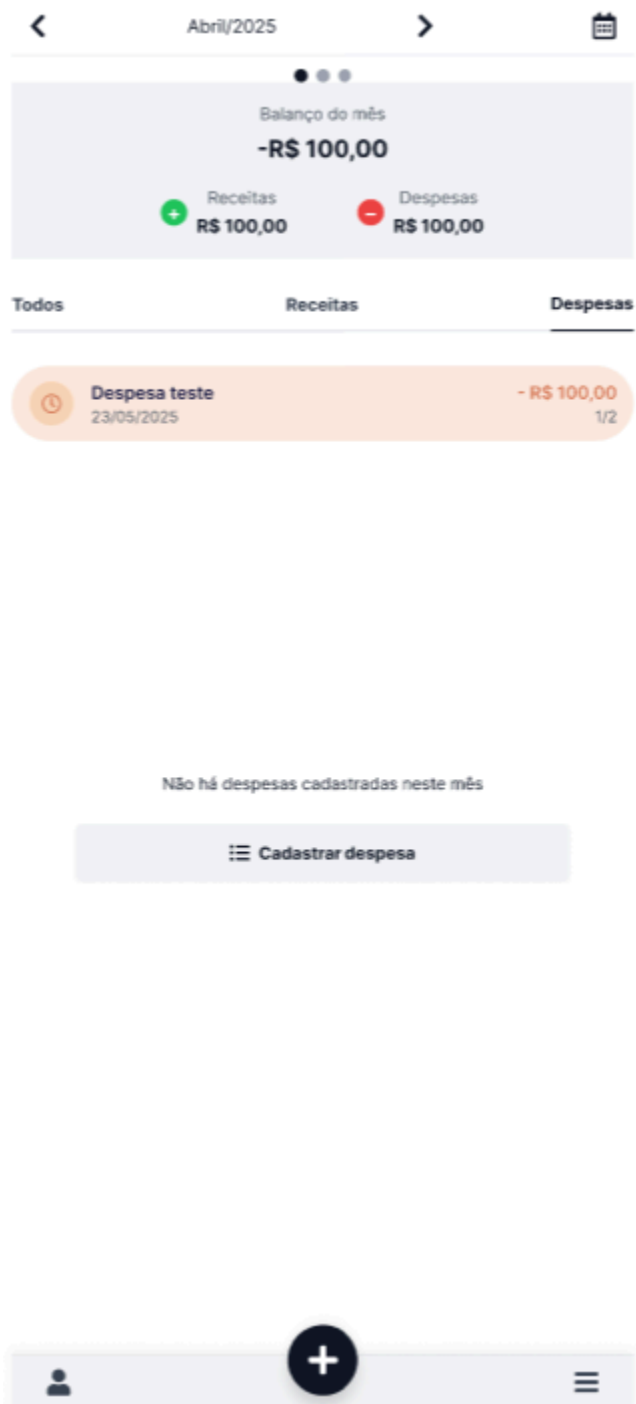 Abril/2025
Balanço do mês
-R$ 100,00
Receitas
R$ 100,00
Despesas
R$ 100,00
Todos Receitas Despesas
Despesa teste - R$ 100,00
23/05/2025 1/2
Não há despesas cadastradas neste mês
Cadastrar despesa